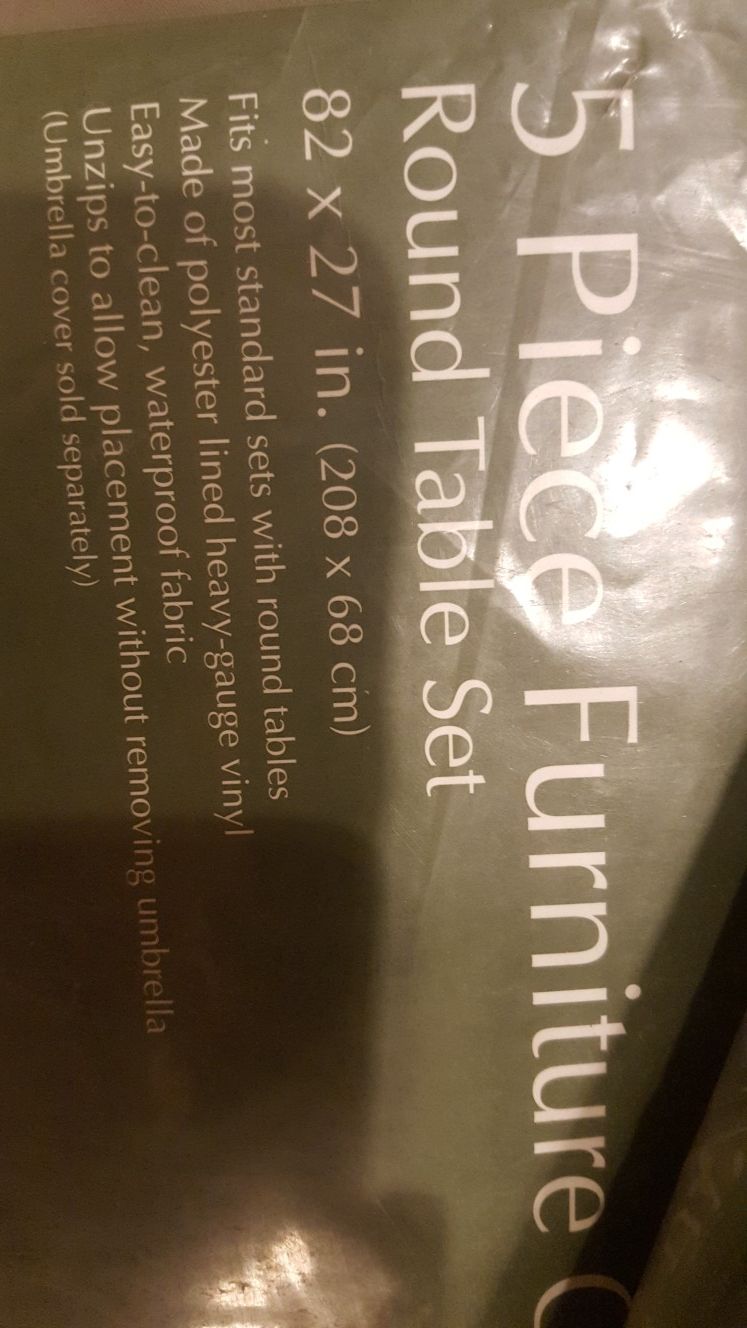 5 Piece Furniture C
Round Table Set
82 x 27 in. (208 x 68 cm)
Fits most standard sets with round tables
Made of polyester lined heavy-gauge vinyl
Easy-to-clean, waterproof fabric
Unzips to allow placement without removing umbrella
(Umbrella cover sold separately)